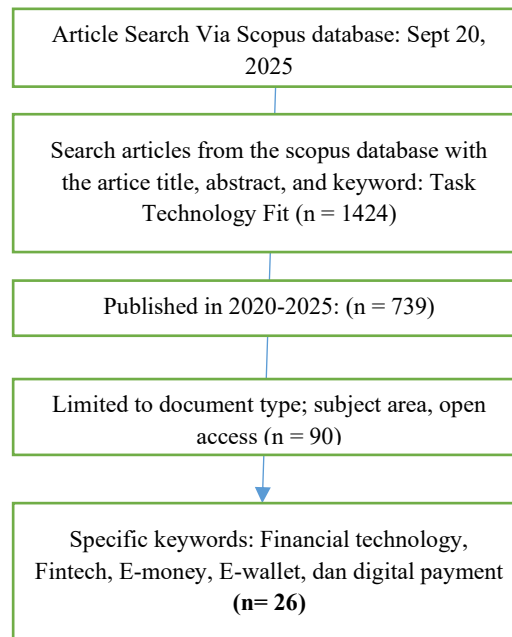 Article Search Via Scopus database: Sept 20,
2025
Search articles from the scopus database with
the artice title, abstract, and keyword: Task
Technology Fit (n = 1424)
Published in 2020-2025: (n = 739)
Limited to document type; subject area, open
access (n = 90)
Specific keywords: Financial technology,
Fintech, E-money, E-wallet, dan digital payment
(n= 26)